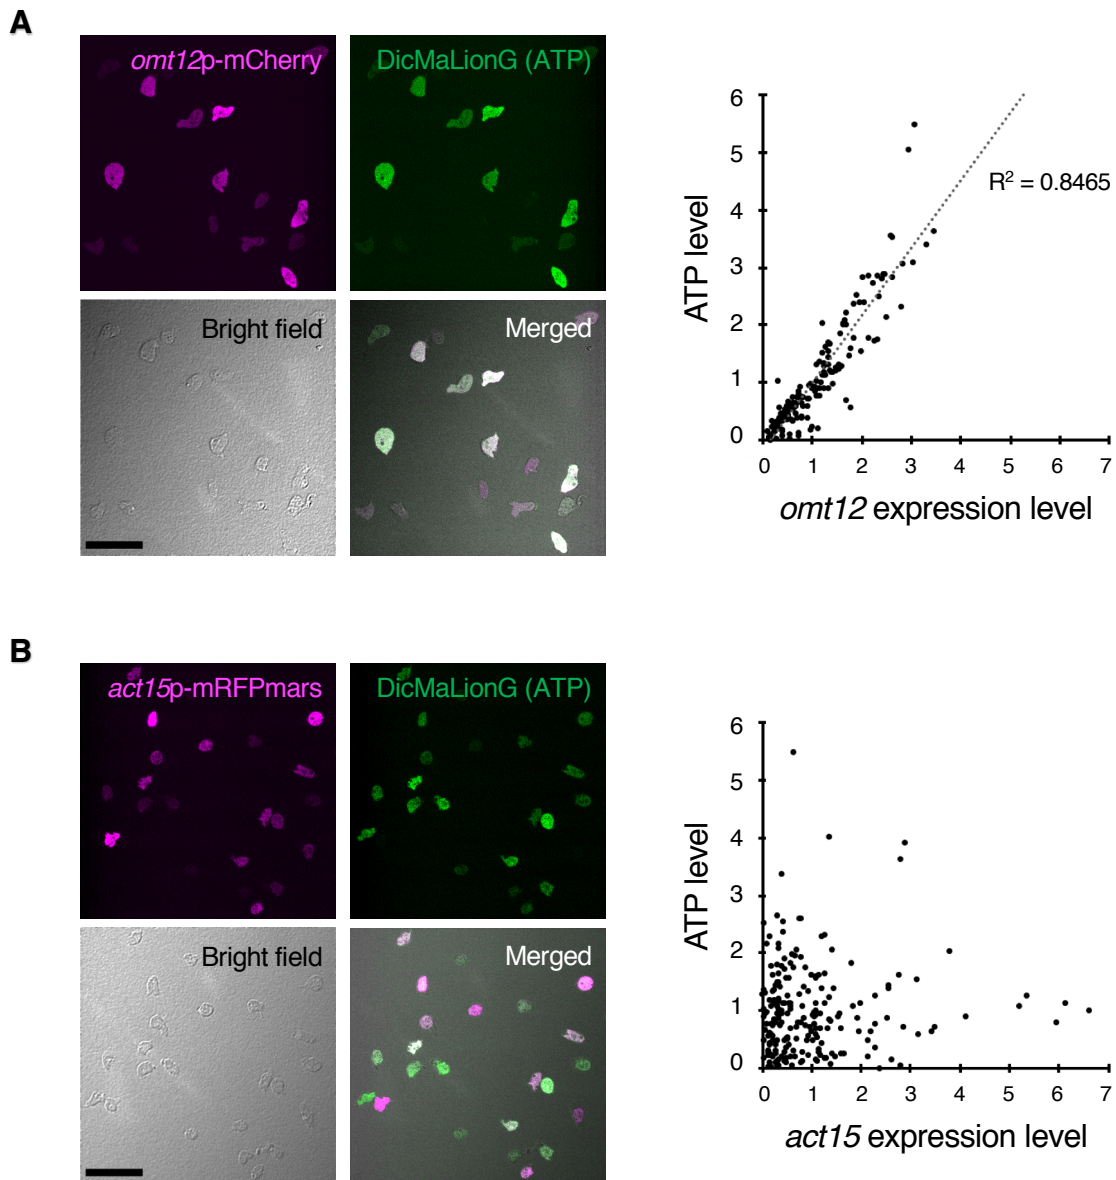 A
omt12p-mCherry
DicMaLionG (ATP)
Bright field
Merged
6
5
4
3
2
1
0
ATP level
R² = 0.8465
0 1 2 3 4 5 6 7
omt12 expression level
B
act15p-mRFPmars
DicMaLionG (ATP)
Bright field
Merged
6
5
4
3
2
1
0
ATP level
0 1 2 3 4 5 6 7
act15 expression level